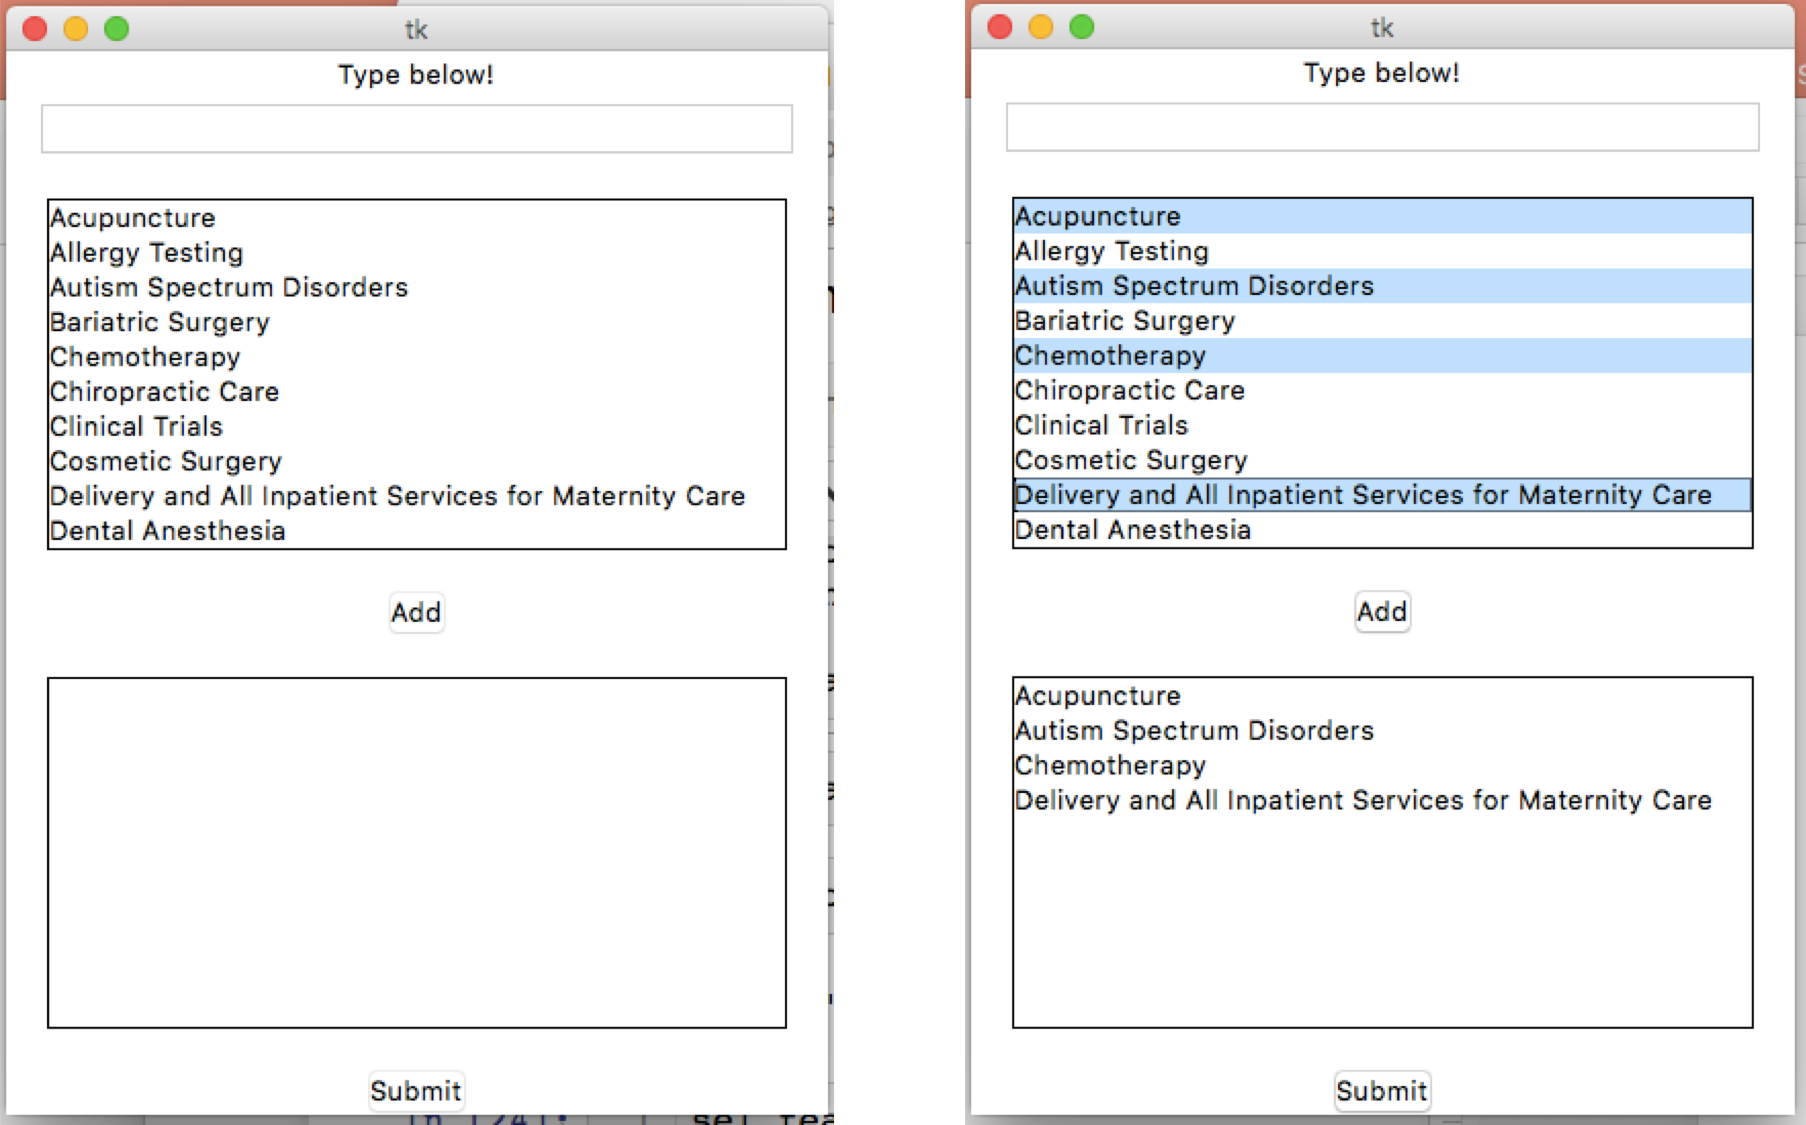 tk
Type below!
Acupuncture
Allergy Testing
Autism Spectrum Disorders
Bariatric Surgery
Chemotherapy
Chiropractic Care
Clinical Trials
Cosmetic Surgery
Delivery and All Inpatient Services for Maternity Care
Dental Anesthesia
Add
Submit
tk
Type below!
Acupuncture
Allergy Testing
Autism Spectrum Disorders
Bariatric Surgery
Chemotherapy
Chiropractic Care
Clinical Trials
Cosmetic Surgery
Delivery and All Inpatient Services for Maternity Care
Dental Anesthesia
Add
Acupuncture
Autism Spectrum Disorders
Chemotherapy
Delivery and All Inpatient Services for Maternity Care
Submit